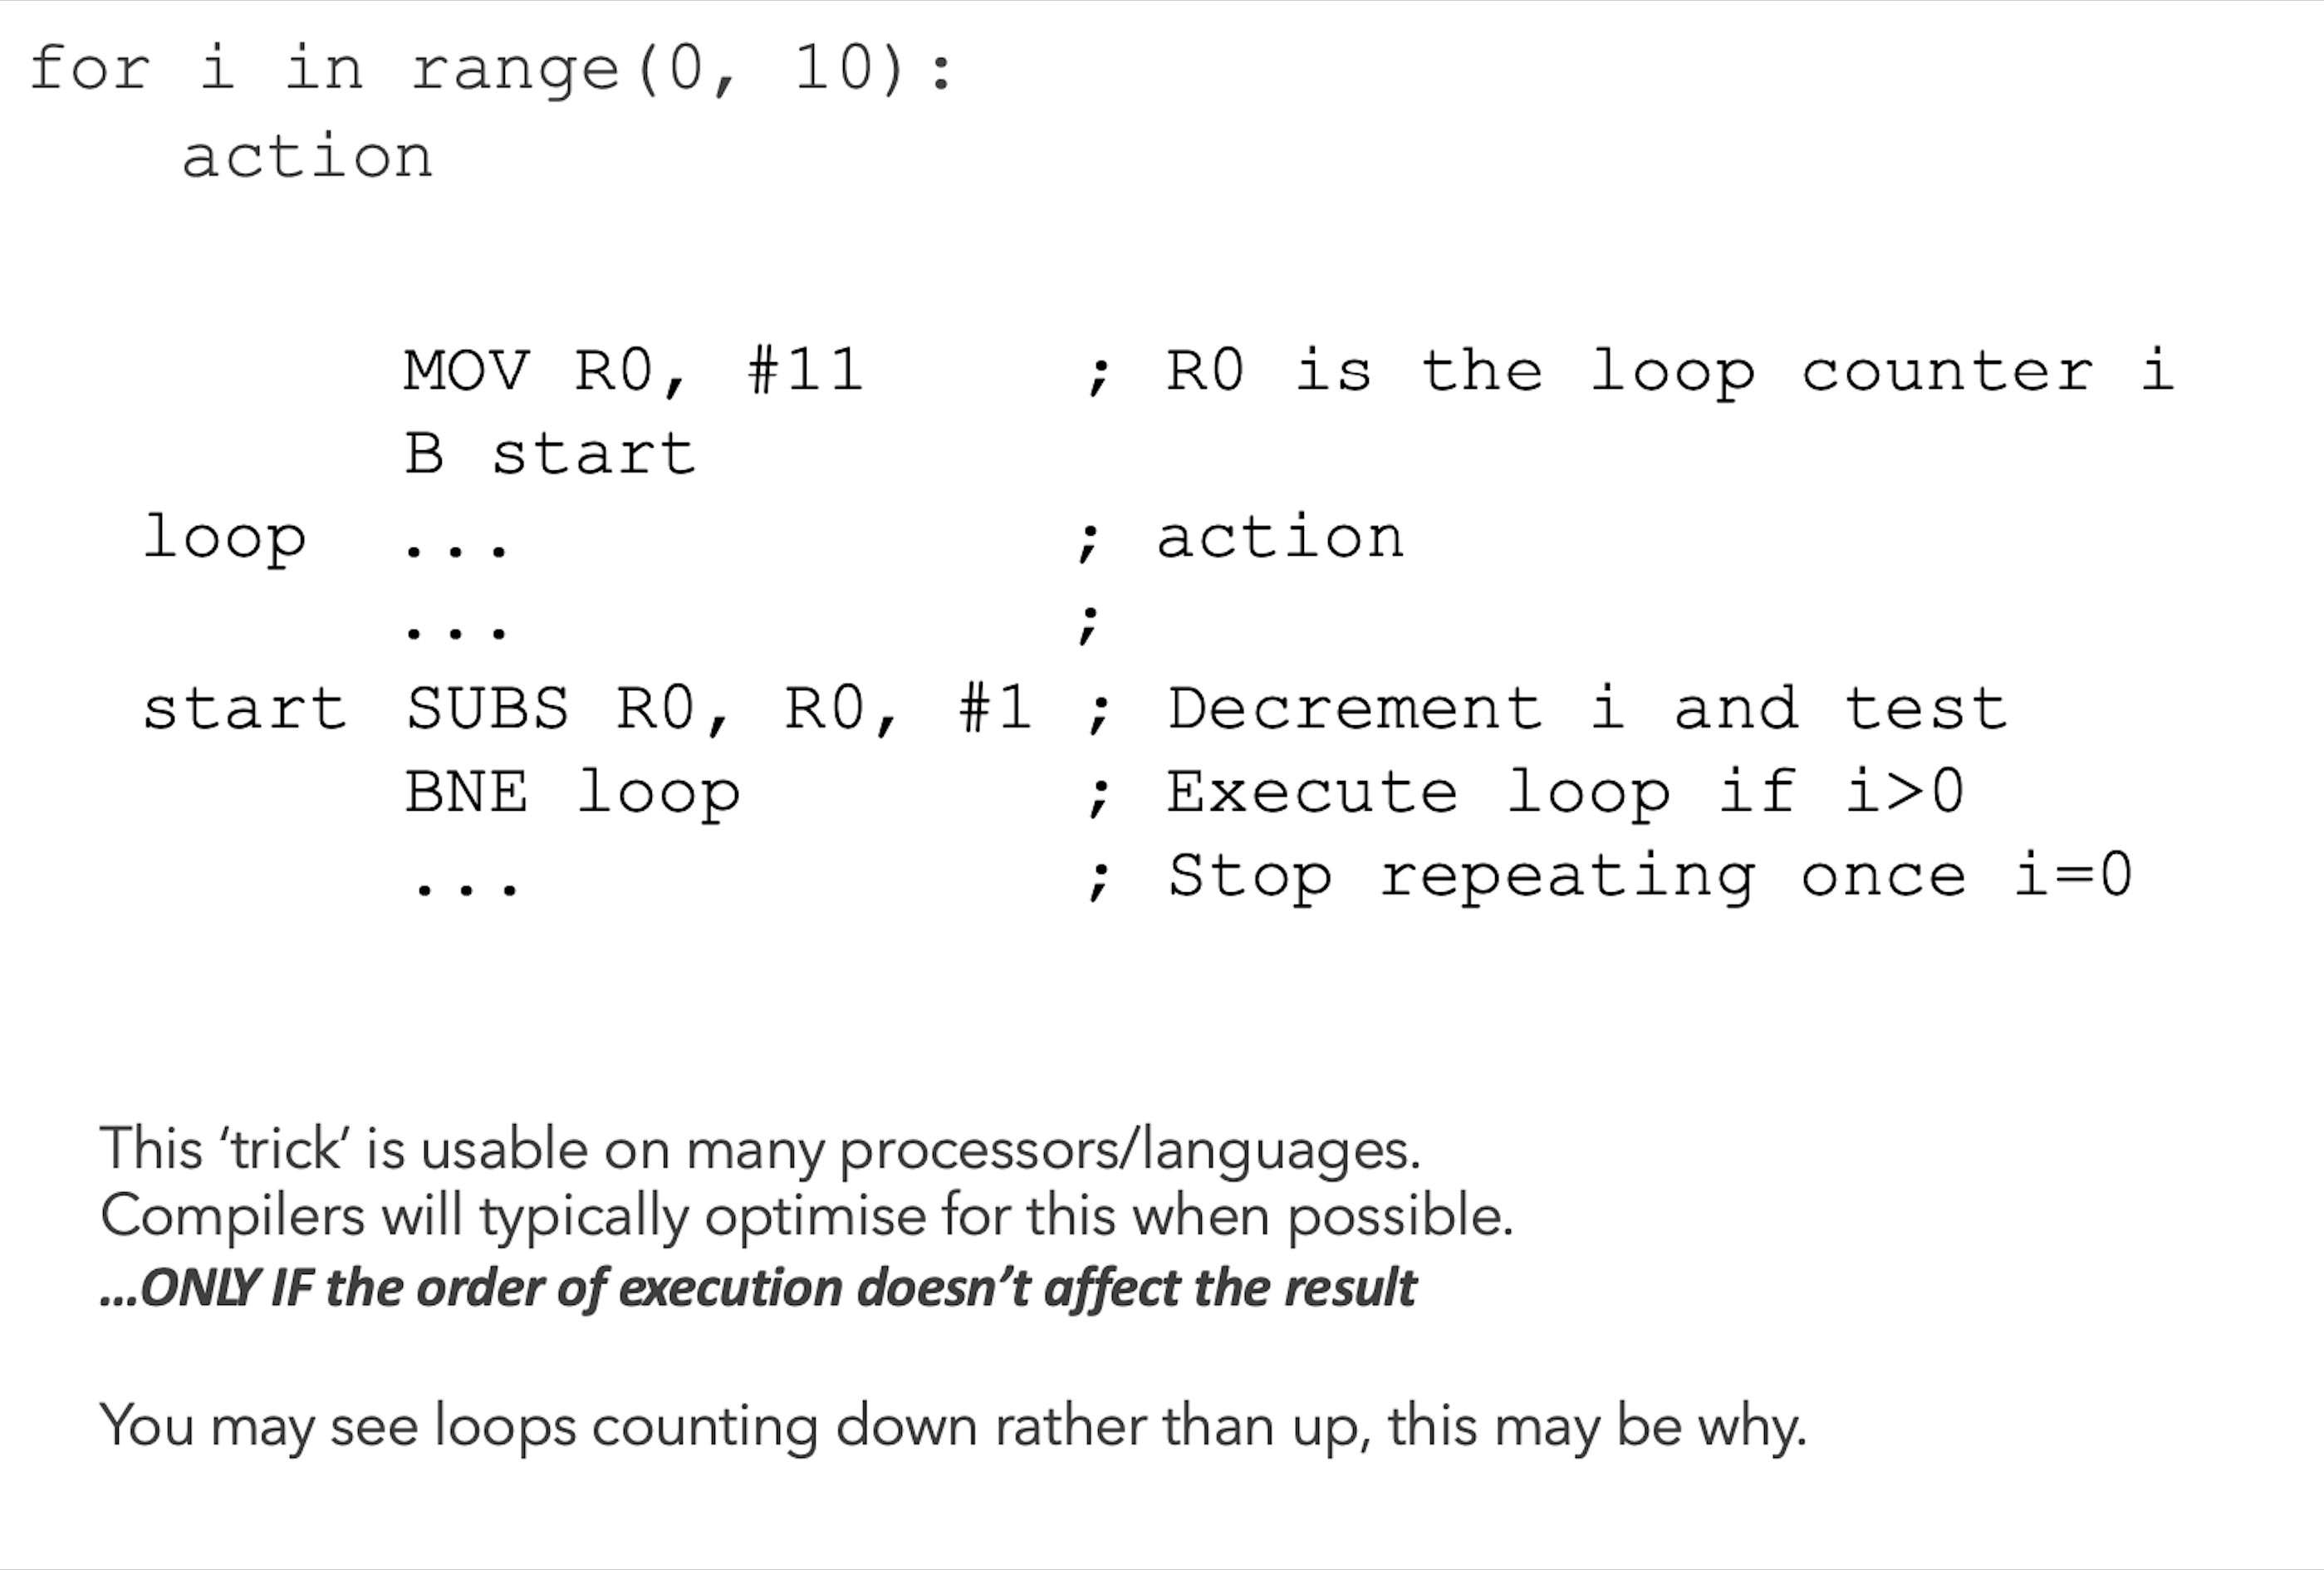 for i in range(0, 10):
   action
MOV R0, #11 ; R0 is the loop counter i
B start
loop ... ; action
... ;
start SUBS R0, R0, #1 ; Decrement i and test
BNE loop ; Execute loop if i>0
... ; Stop repeating once i=0
This ‘trick’ is usable on many processors/languages.
Compilers will typically optimise for this when possible.
…ONLY IF the order of execution doesn’t affect the result
You may see loops counting down rather than up, this may be why.